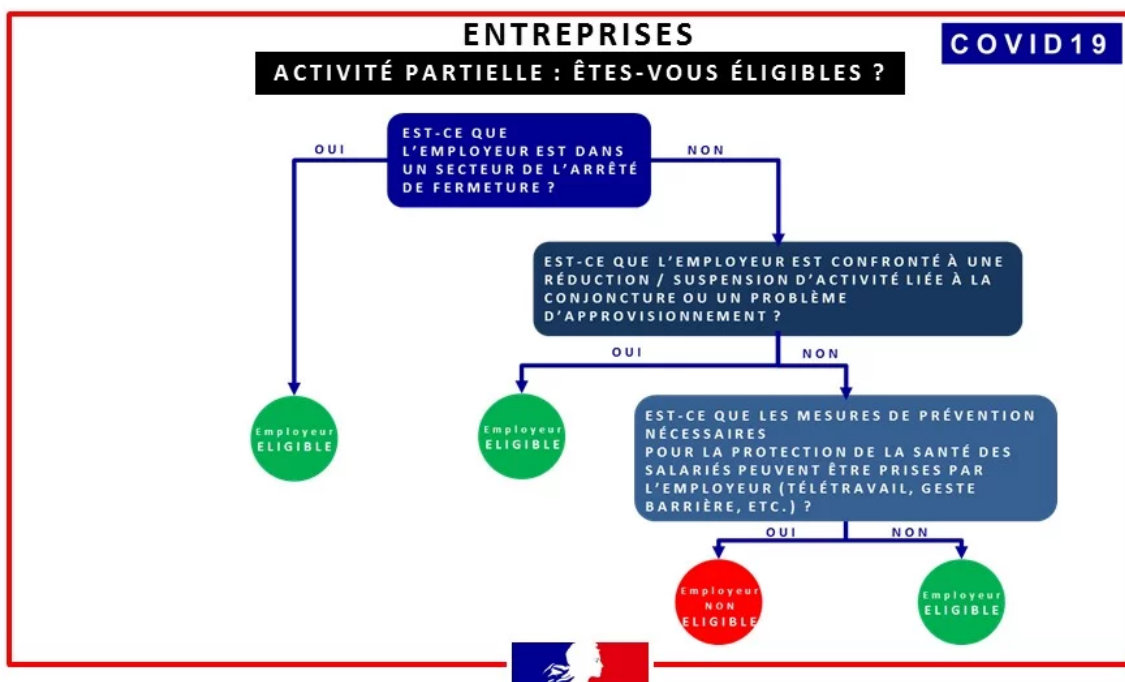 ENTREPRISES
COVID19
ACTIVITÉ PARTIELLE : ÊTES-VOUS ÉLIGIBLES ?
EST-CE QUE
L'EMPLOYEUR EST DANS
UN SECTEUR DE L'ARRÊTÉ
DE FERMETURE ?
OUI
NON
EST-CE QUE L'EMPLOYEUR EST CONFRONTÉ À UNE
RÉDUCTION / SUSPENSION D'ACTIVITÉ LIÉE À LA
CONJONCTURE OU UN PROBLÈME
D'APPROVISIONNEMENT ?
OUI
NON
Employeur
ELIGIBLE
Employeur
ELIGIBLE
EST-CE QUE LES MESURES DE PRÉVENTION
NÉCESSAIRES
POUR LA PROTECTION DE LA SANTÉ DES
SALARIÉS PEUVENT ÊTRE PRISES PAR
L'EMPLOYEUR (TÉLÉTRAVAIL, GESTE
BARRIÈRE, ETC.) ?
OUI
NON
Employeur
NON
ELIGIBLE
Employeur
ELIGIBLE